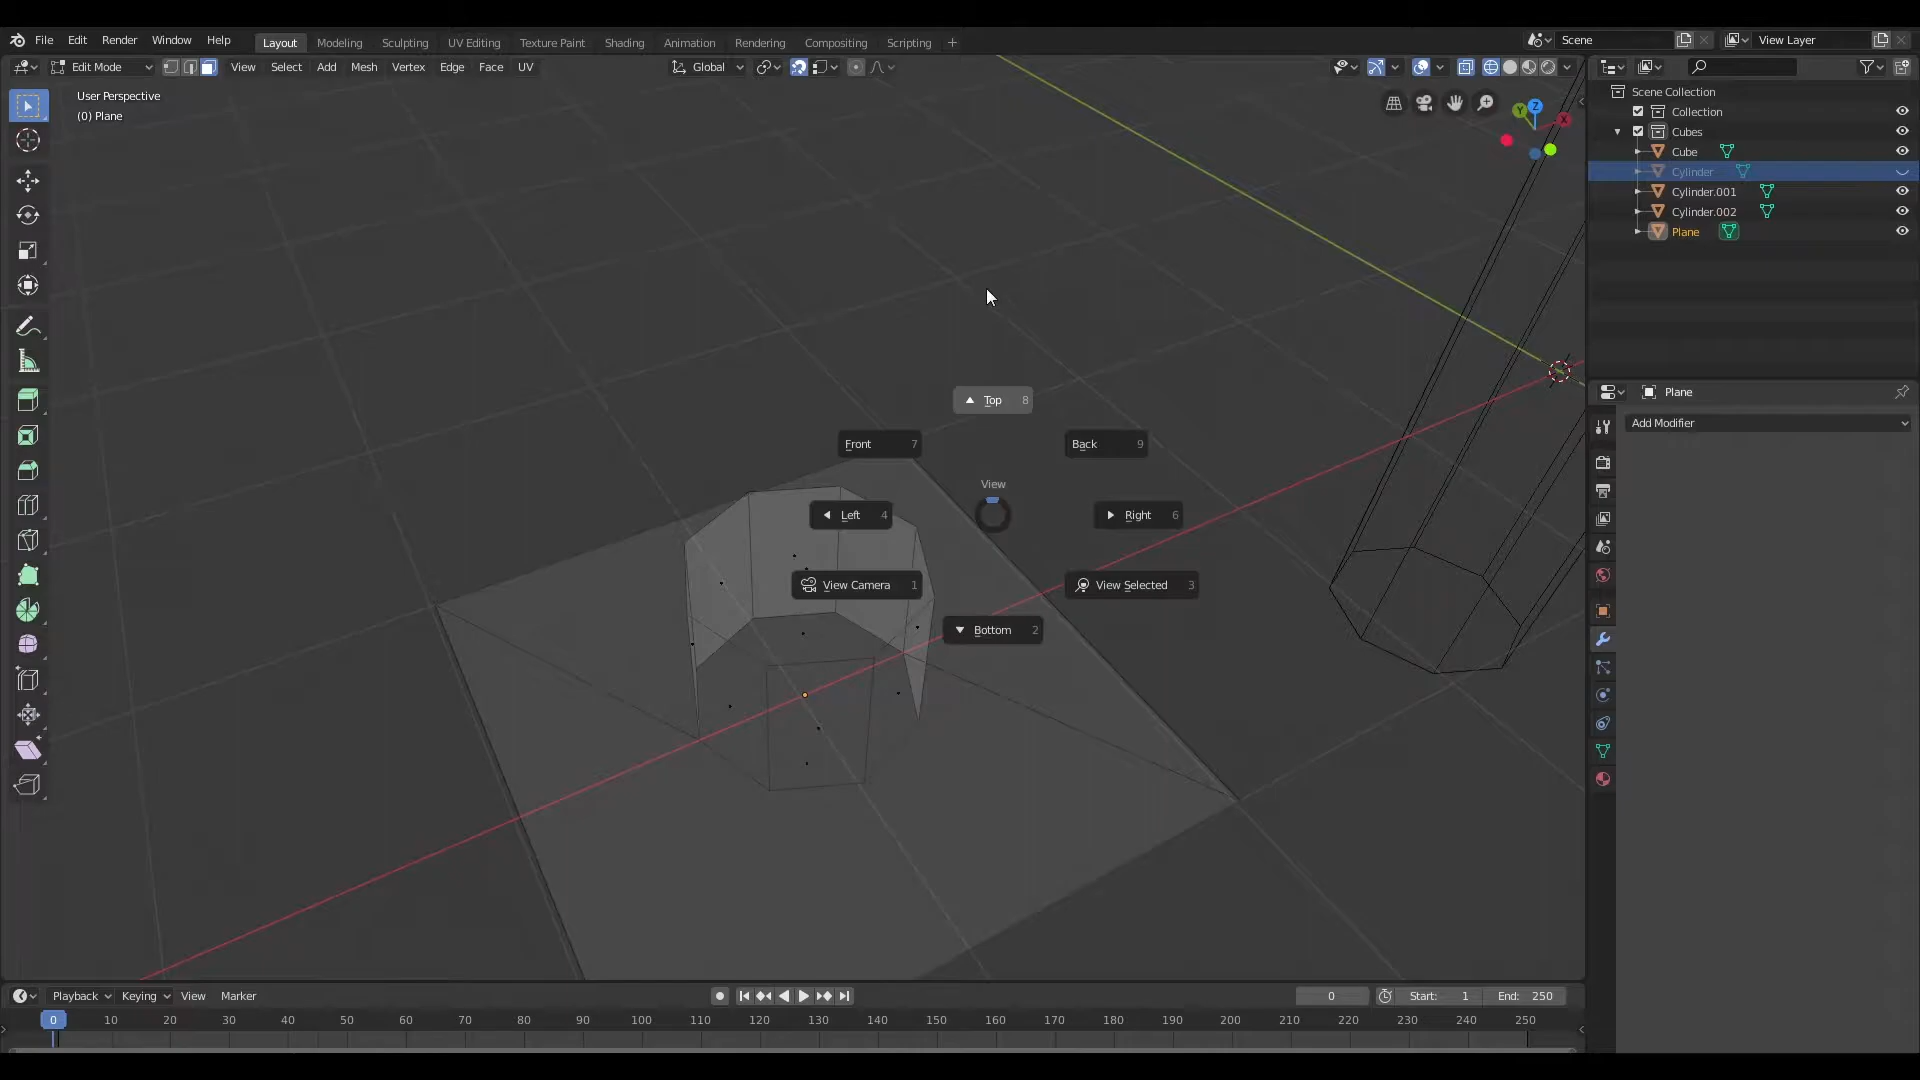 File Edit Render Window Help Layout Modeling Sculpting UV Editing Texture Paint Shading Animation Rendering Compositing Scripting + Scene View Layer
Edit Mode View Select Add Mesh Vertex Edge Face UV Global
User Perspective
(0) Plane
Scene Collection
Collection
Cubes
Cube
Cylinder
Cylinder.001
Cylinder.002
Plane
Z
Y
X
Top 8
Front 7
Back 9
View
Left 4
Right 6
View Camera 1
View Selected 3
Bottom 2
Plane
Add Modifier
Playback Keying View Marker 0 Start: 1 End: 250
0 10 20 30 40 50 60 70 80 90 100 110 120 130 140 150 160 170 180 190 200 210 220 230 240 250